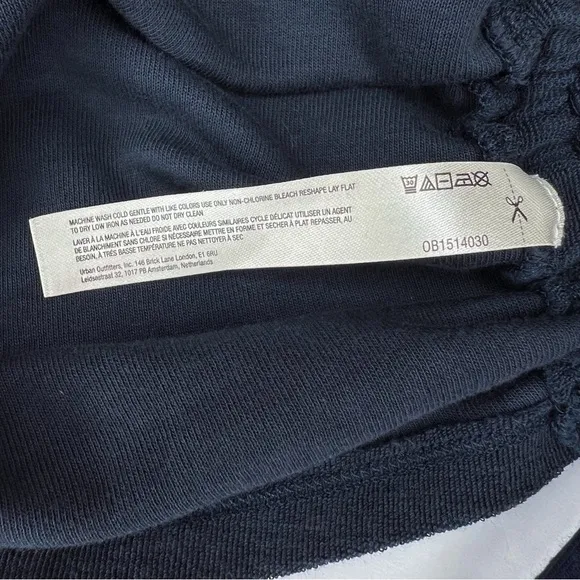 MACHINE WASH COLD GENTLE WITH LIKE COLORS USE ONLY NON-CHLORINE BLEACH RESHAPE LAY FLAT
TO DRY LOW IRON AS NEEDED DO NOT DRY CLEAN
LAVER À LA MACHINE À L'EAU FROIDE AVEC COULEURS SIMILAIRES CYCLE DÉLICAT UTILISER UN AGENT
DE BLANCHIMENT SANS CHLORE SI NÉCESSAIRE METTRE EN FORME ET SÉCHER À PLAT REPASSER, AU
BESOIN, À TRÈS BASSE TEMPÉRATURE NE PAS NETTOYER À SEC
Urban Outfitters, Inc. 146 Brick Lane London, E1 6RU
Leidsestraat 32, 1017 PB Amsterdam, Netherlands
30
OB1514030